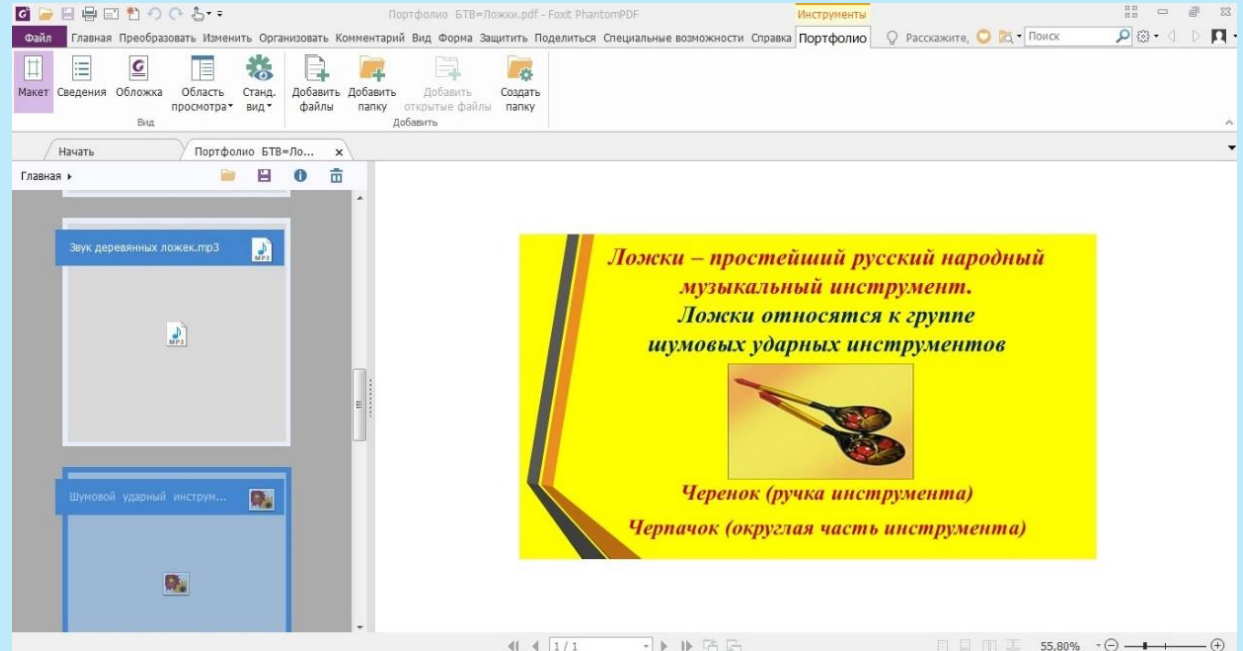 Портфолио БТВ=Ложки.pdf - Foxit PhantomPDF
Инструменты
Файл Главная Преобразовать Изменить Организовать Комментарий Вид Форма Защитить Поделиться Специальные возможности Справка Портфолио Расскажите, Поиск
Макет Сведения Обложка Область просмотра Станд. вид Добавить файлы Добавить папку Добавить открытые файлы Создать папку
Вид Добавить
Начать Портфолио БТВ=Ло... x
Главная
Звук деревянных ложек.mp3
MP3
MP3
Шумовой ударный инструм...
Ложки – простейший русский народный
музыкальный инструмент.
Ложки относятся к группе
шумовых ударных инструментов
Черенок (ручка инструмента)
Черпачок (округлая часть инструмента)
1 / 1
55,80%